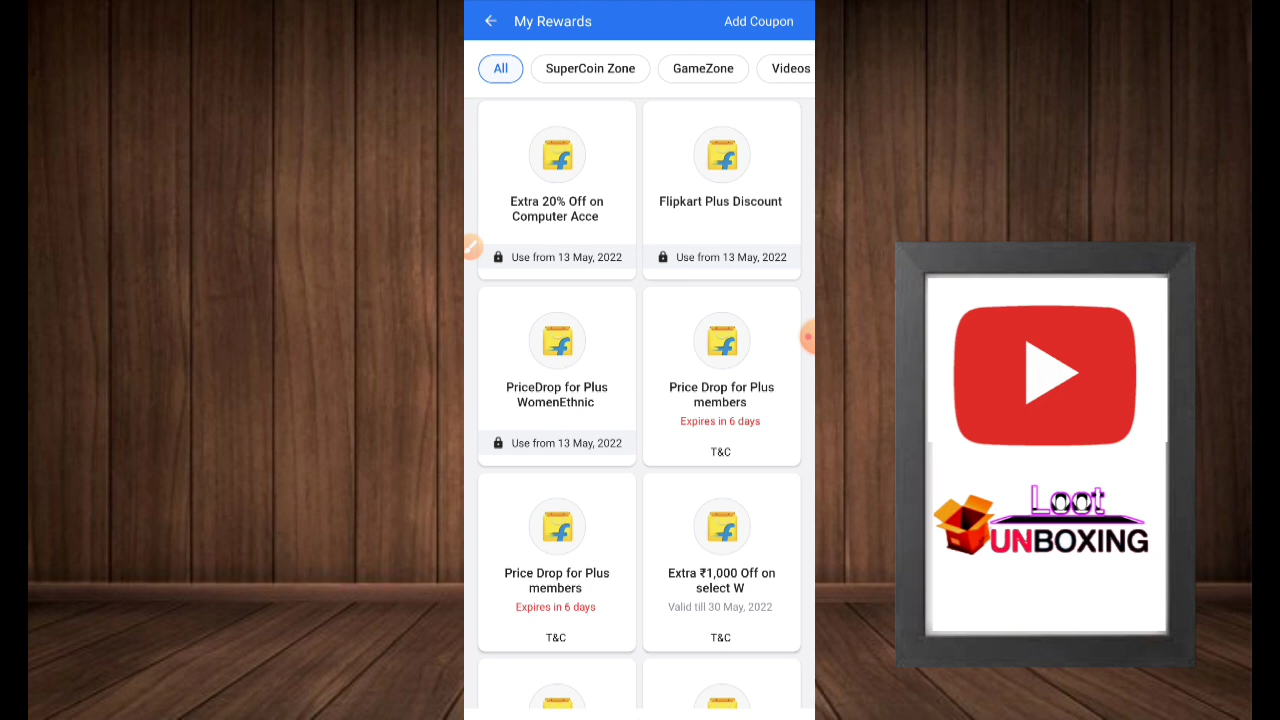 My Rewards
Add Coupon
All
SuperCoin Zone
GameZone
Videos
Extra 20% Off on
Computer Acce
Use from 13 May, 2022
Flipkart Plus Discount
Use from 13 May, 2022
PriceDrop for Plus
WomenEthnic
Use from 13 May, 2022
Price Drop for Plus
members
Expires in 6 days
T&C
Price Drop for Plus
members
Expires in 6 days
T&C
Extra ₹1,000 Off on
select W
Valid till 30 May, 2022
T&C
Loot
UNBOXING